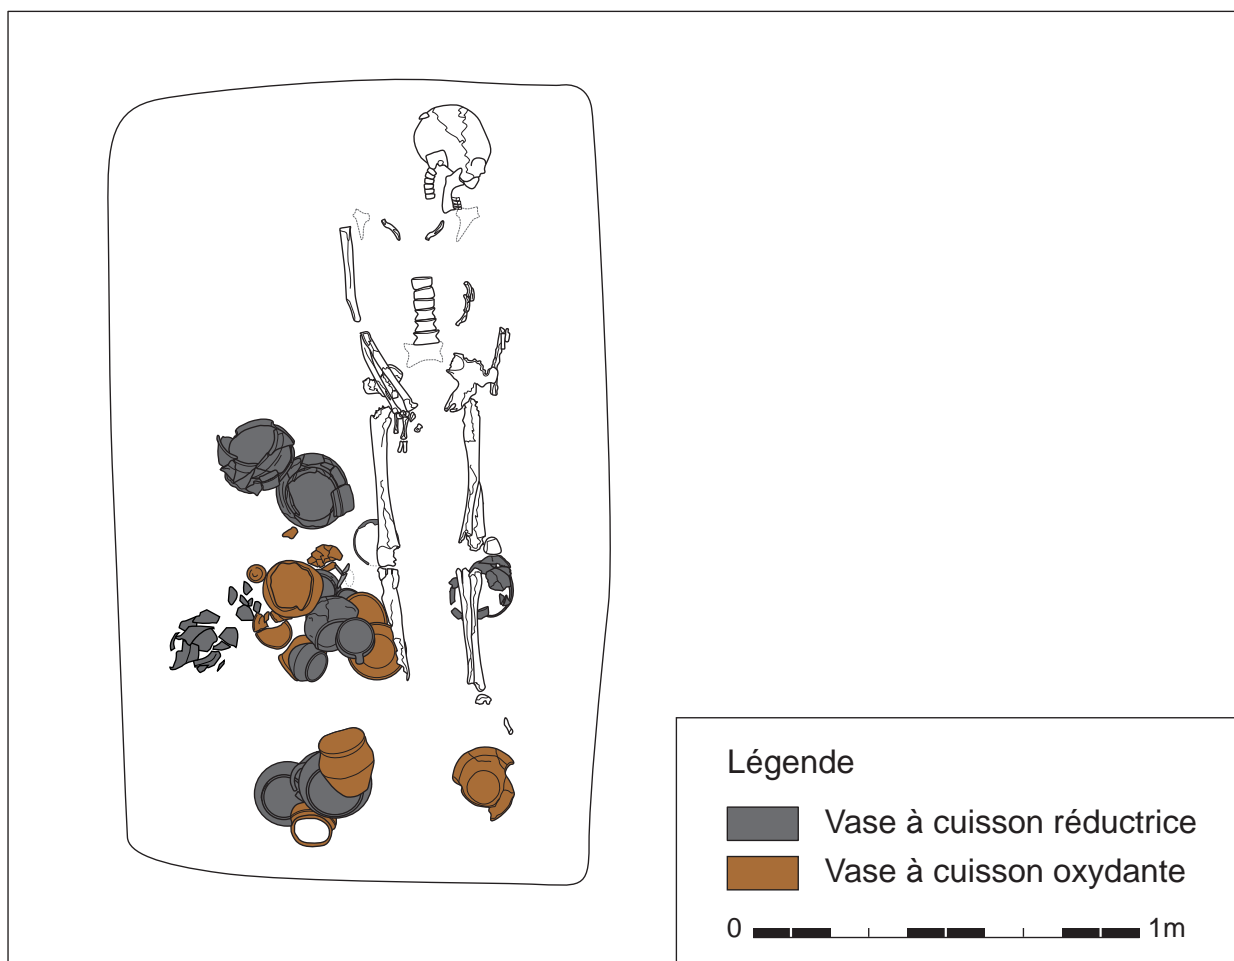 Légende
Vase à cuisson réductrice
Vase à cuisson oxydante
0 1m